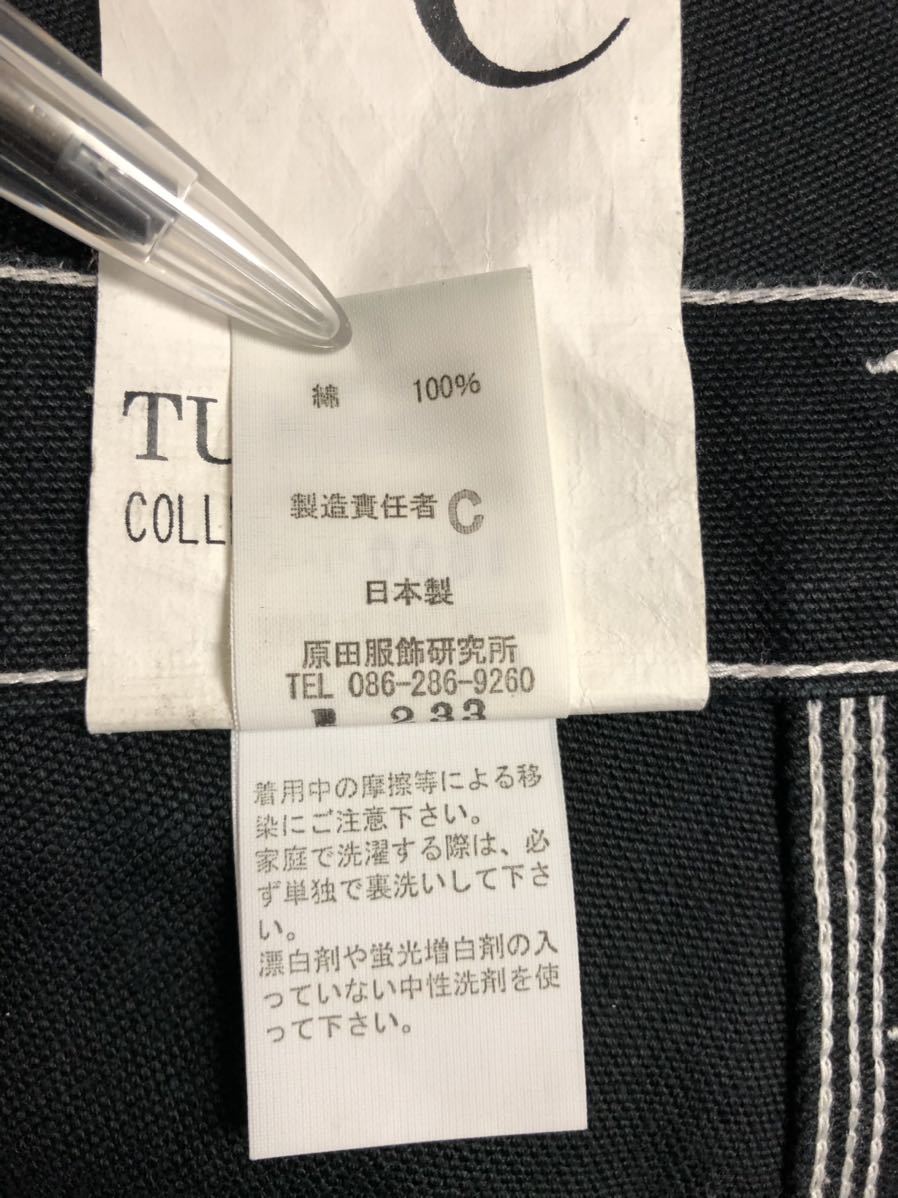 C
TU
COLL
綿 100%
製造責任者 C
日本製
原田服飾研究所
TEL 086-286-9260
233
着用中の摩擦等による移
染にご注意下さい。
家庭で洗濯する際は、必
ず単独で裏洗いして下さ
い。
漂白剤や蛍光増白剤の入
っていない中性洗剤を使
って下さい。